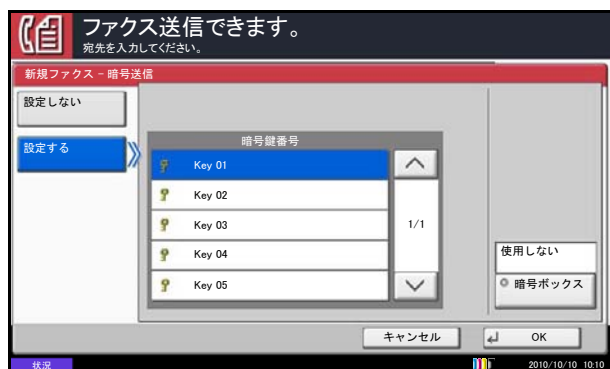 ファクス送信できます。
宛先を入力してください。
新規ファクス - 暗号送信
設定しない
設定する
暗号鍵番号
Key 01
Key 02
Key 03
Key 04
Key 05
1/1
使用しない
暗号ボックス
キャンセル
OK
状況
2010/10/10 10:10